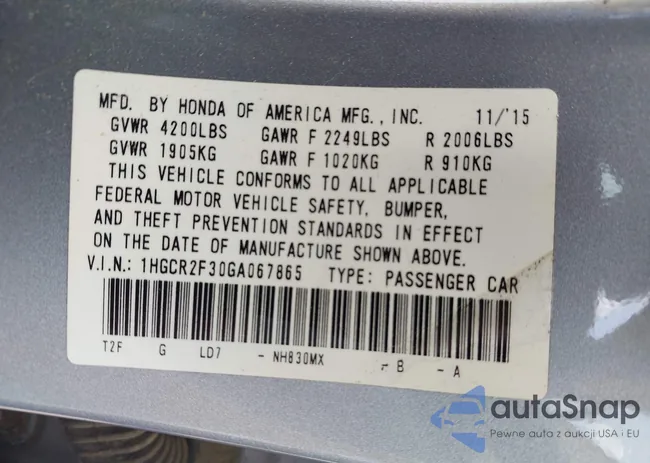 MFD. BY HONDA OF AMERICA MFG., INC. 11/'15
GVWR 4200LBS GAWR F 2249LBS R 2006LBS
GVWR 1905KG GAWR F 1020KG R 910KG
THIS VEHICLE CONFORMS TO ALL APPLICABLE
FEDERAL MOTOR VEHICLE SAFETY, BUMPER,
AND THEFT PREVENTION STANDARDS IN EFFECT
ON THE DATE OF MANUFACTURE SHOWN ABOVE.
V.I.N.: 1HGCR2F30GA067865 TYPE: PASSENGER CAR
T2F G LD7 - NH830MX - B - A
autaSnap
Pewne auta z aukcji USA i EU